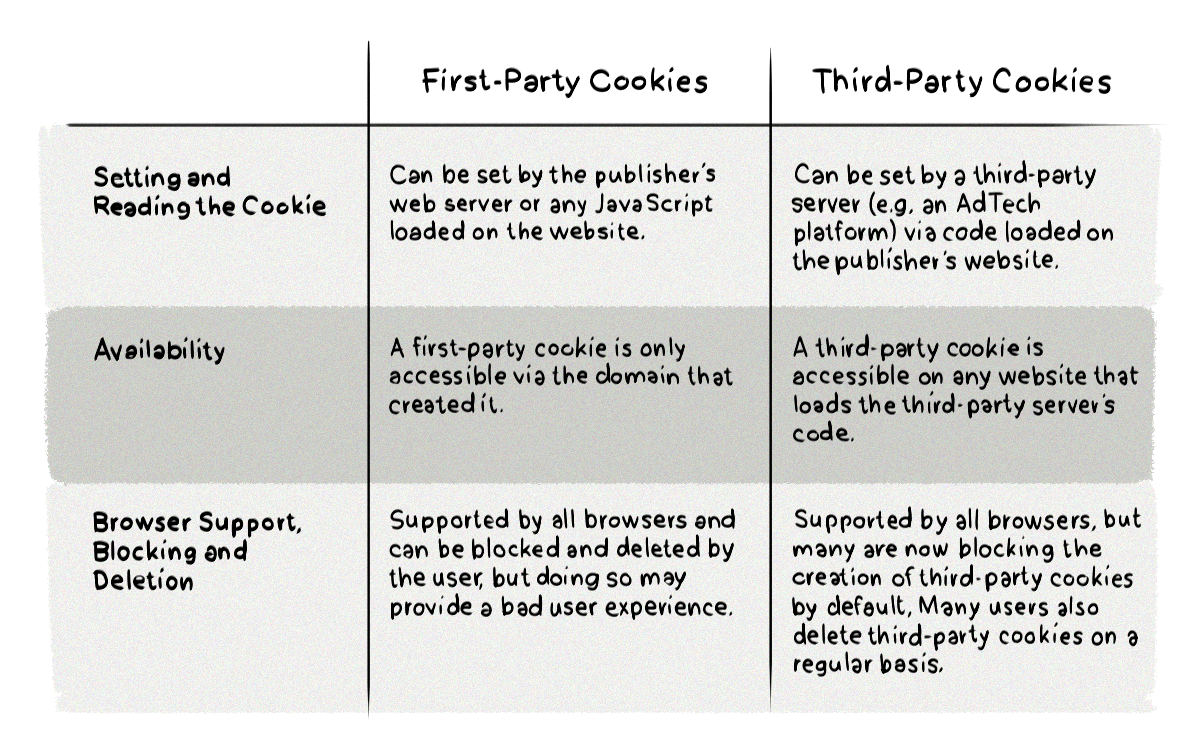 First-Party Cookies
Third-Party Cookies
Setting and
Reading the Cookie
Can be set by the publisher's
web server or any JavaScript
loaded on the website.
Can be set by a third-party
server (e.g. an AdTech
platform) via code loaded on
the publisher's website.
Availability
A first-party cookie is only
accessible via the domain that
created it.
A third-party cookie is
accessible on any website that
loads the third-party server's
code.
Browser Support,
Blocking and
Deletion
Supported by all browsers and
can be blocked and deleted by
the user, but doing so may
provide a bad user experience.
Supported by all browsers, but
many are now blocking the
creation of third-party cookies
by default. Many users also
delete third-party cookies on a
regular basis.